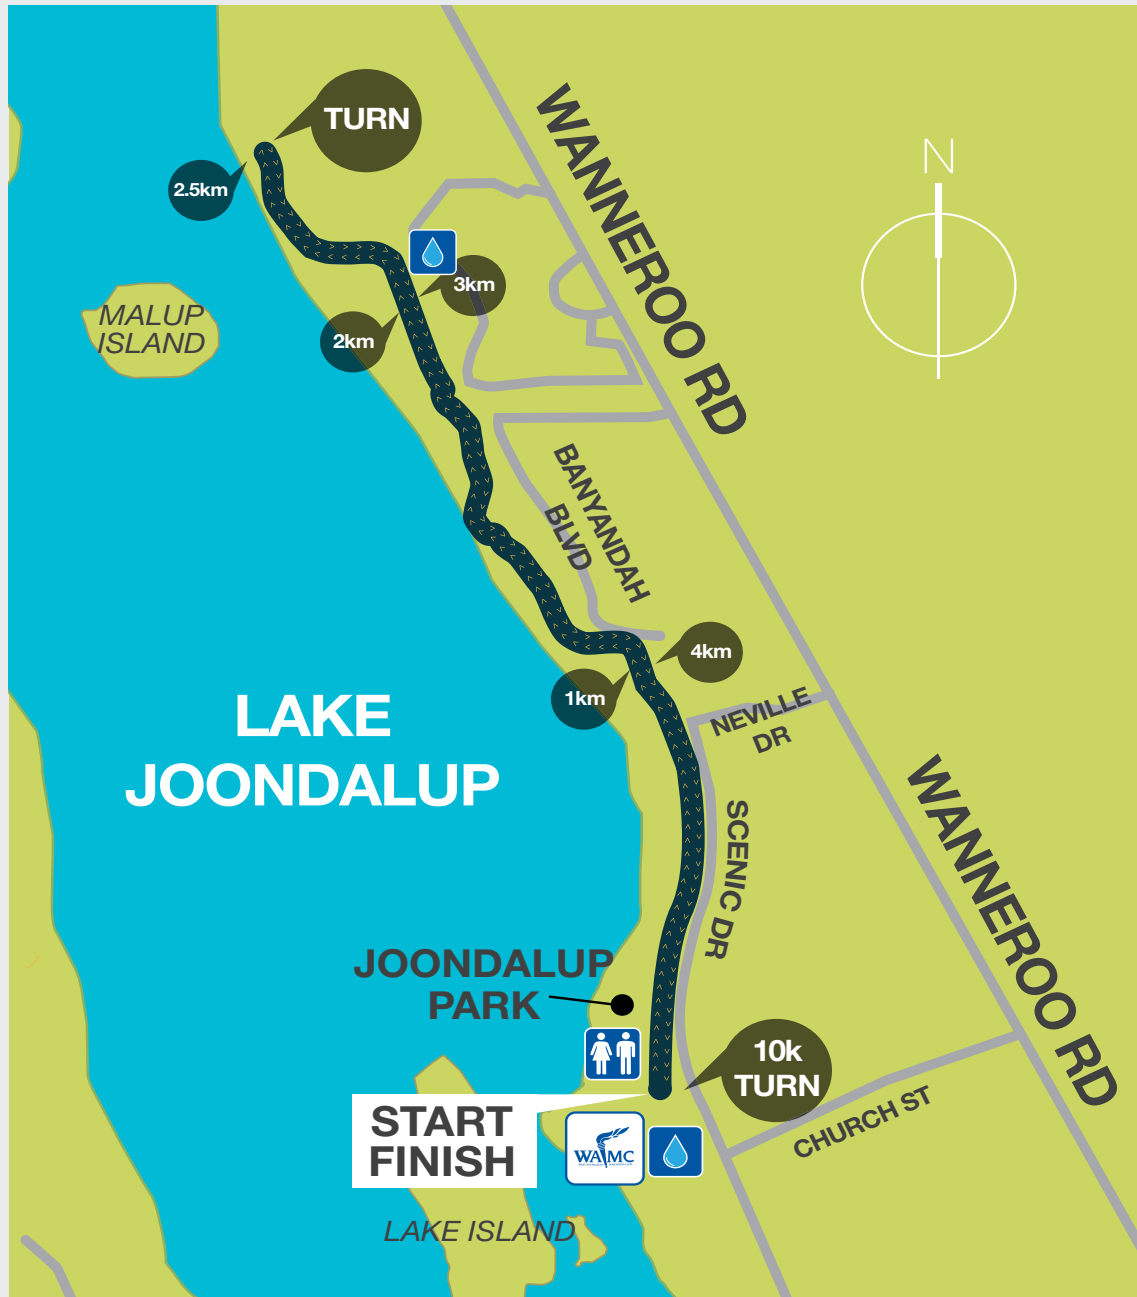 TURN
WANNEROO RD
N
2.5km
3km
MALUP
ISLAND
2km
BANYANDAH
BLVD
4km
1km
NEVILLE
DR
LAKE
JOONDALUP
SCENIC DR
WANNEROO RD
JOONDALUP
PARK
10k
TURN
START
FINISH
CHURCH ST
WAMC
LAKE ISLAND